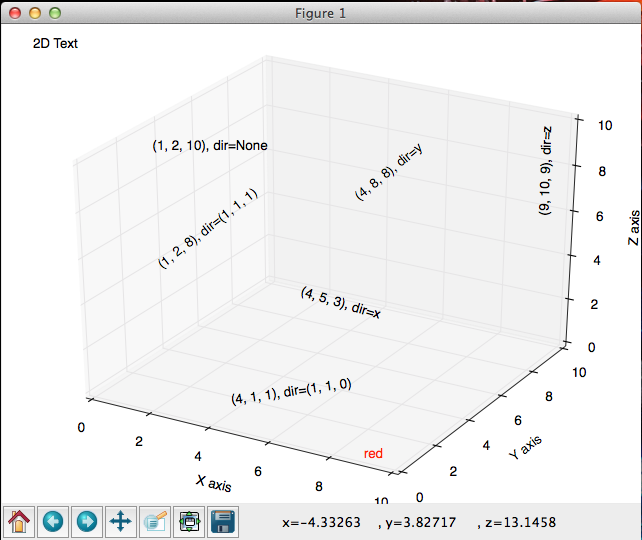 Figure 1
2D Text
(1, 2, 10), dir=None
(4, 8, 8), dir=y
(9, 10, 9), dir=z
(1, 2, 8), dir=(1, 1, 1)
(4, 5, 3), dir=x
(4, 1, 1), dir=(1, 1, 0)
red
0
2
4
6
8
10
X axis
0
2
4
6
8
10
Y axis
0
2
4
6
8
10
Z axis
x=-4.33263 , y=3.82717 , z=13.1458